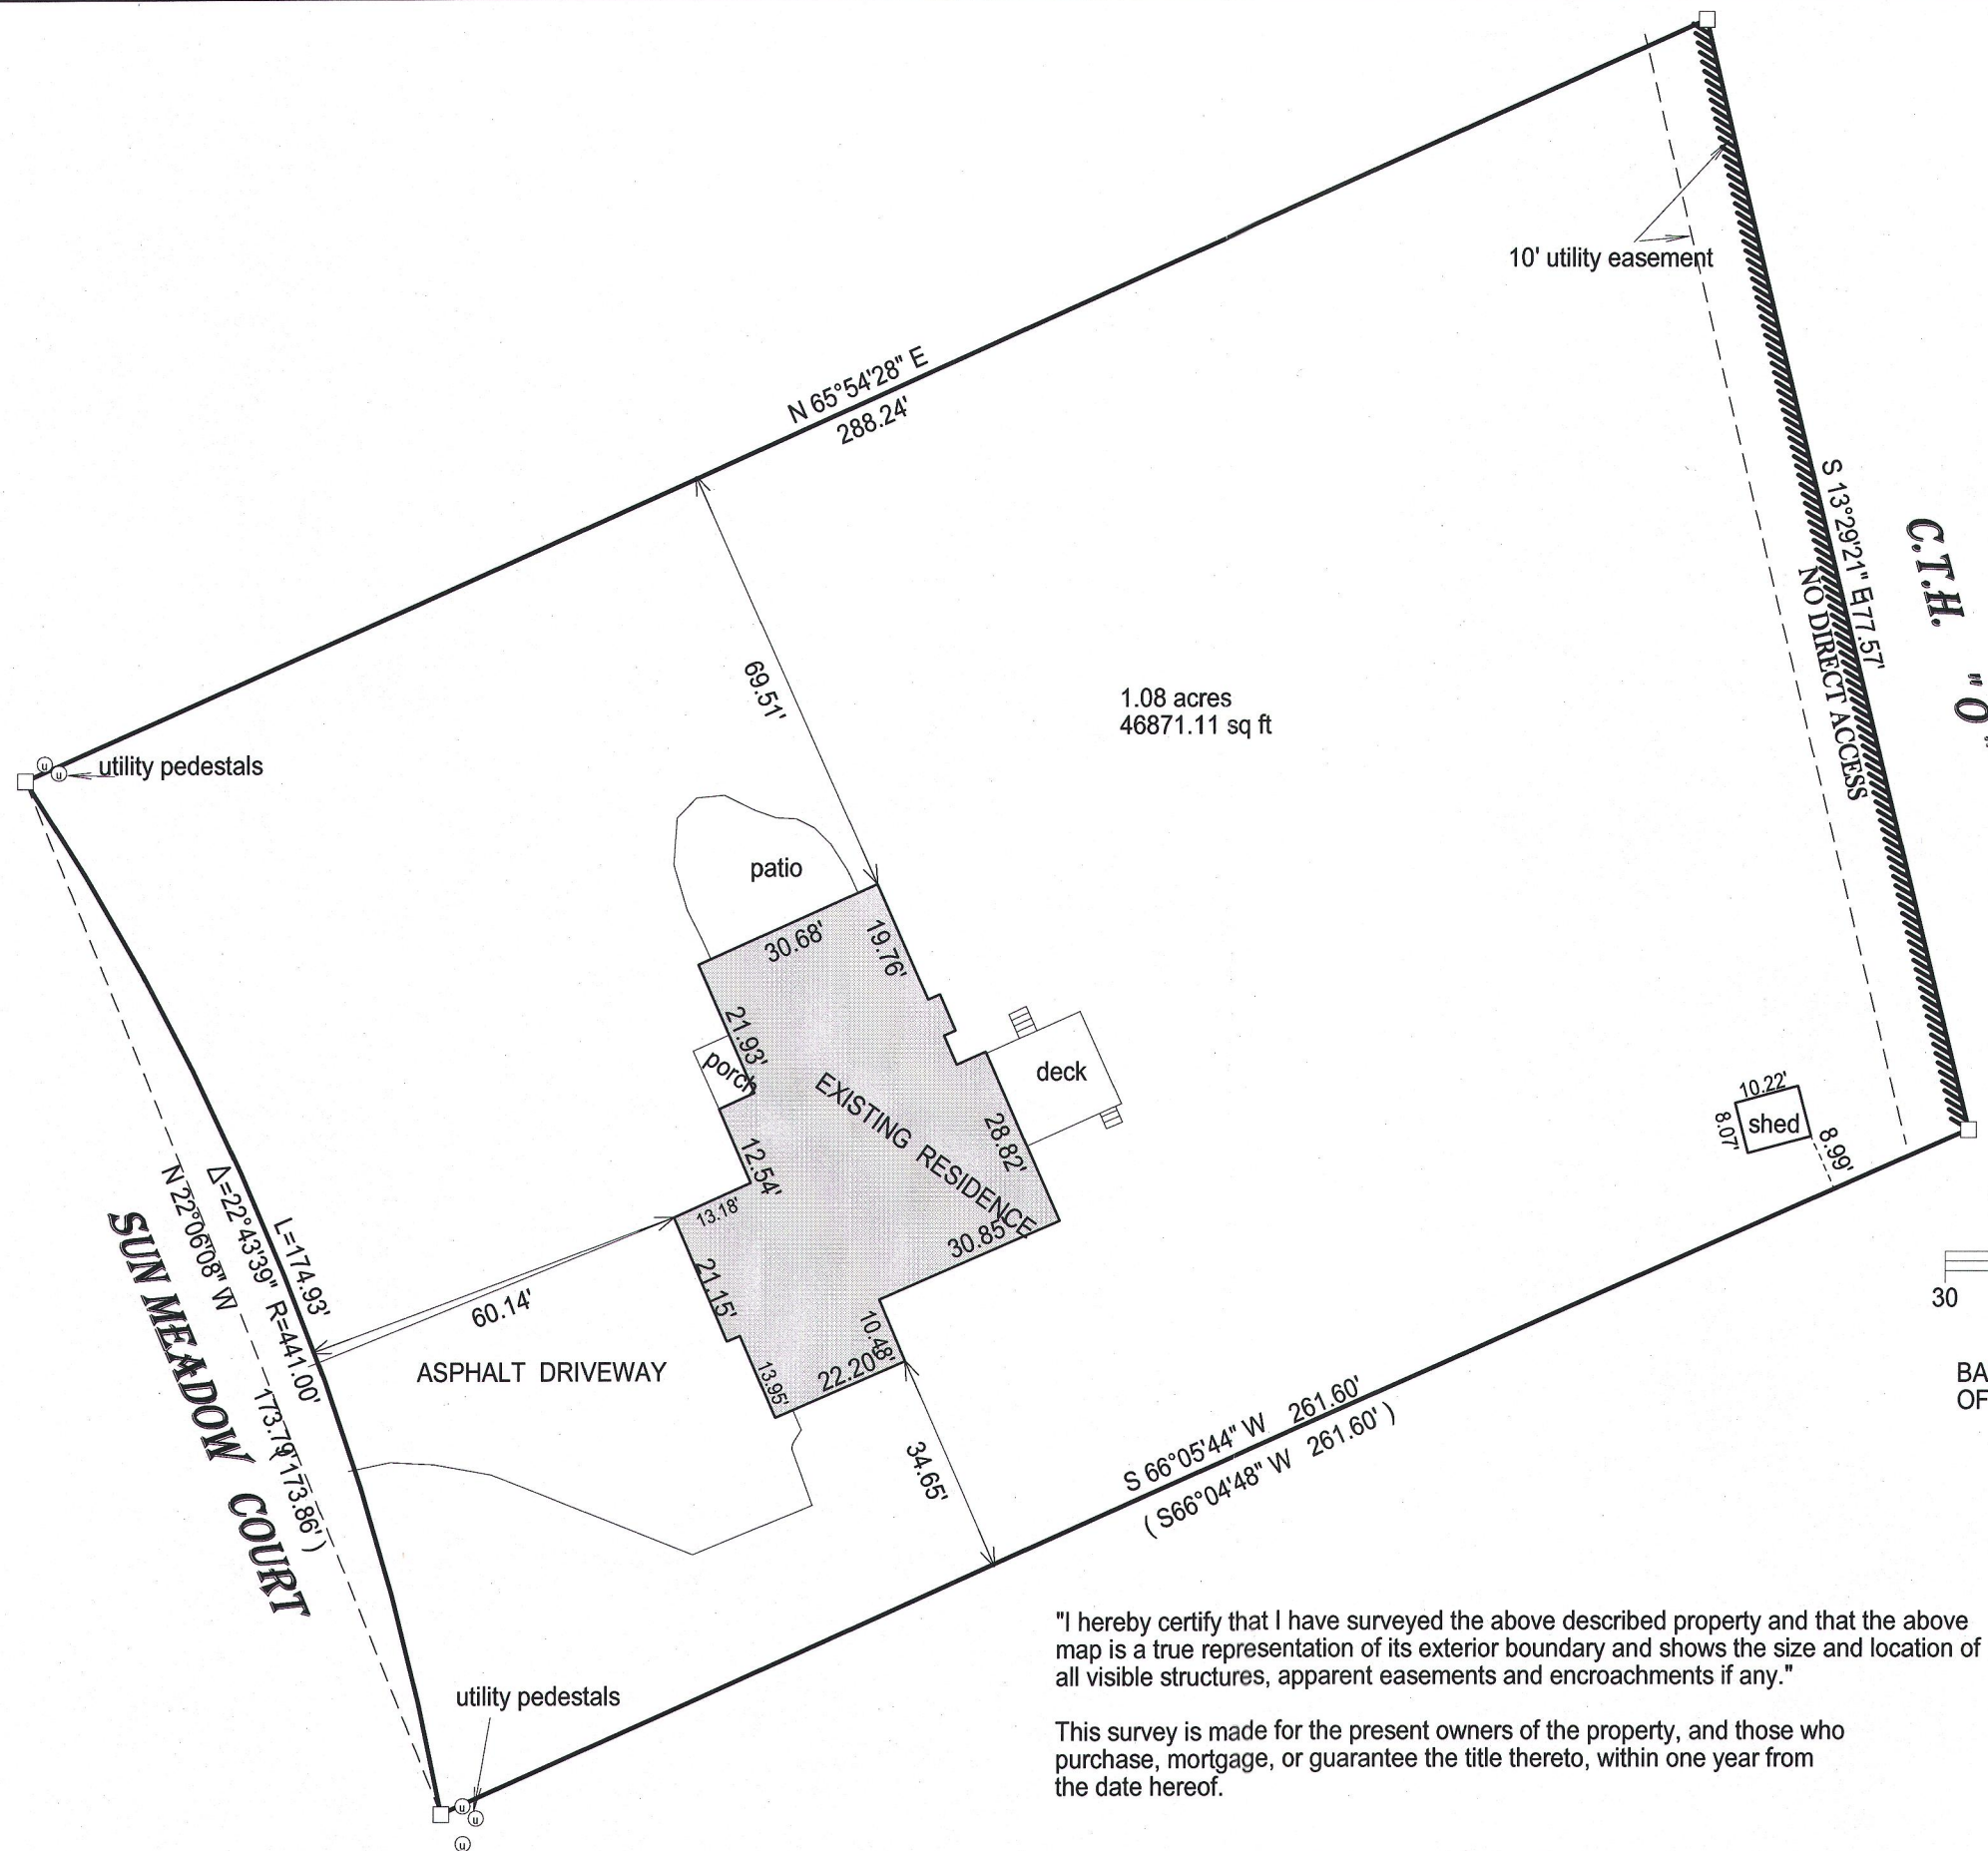 N 65°54'28" E
288.24'
10' utility easement
S 13°29'21" E 177.57'
NO DIRECT ACCESS
C.T.H. "O"
69.51'
1.08 acres
46871.11 sq ft
u
u
utility pedestals
patio
30.68'
19.76'
21.93'
porch
deck
EXISTING RESIDENCE
28.82'
12.54'
13.18'
30.85'
21.15'
10.48'
22.20'
13.95'
60.14'
ASPHALT DRIVEWAY
34.65'
10.22'
8.07'
shed
8.99'
L=174.93'
Δ=22°43'39" R=441.00'
N 22°06'08" W 173.79'
( 173.86' )
SUN MEADOW COURT
S 66°05'44" W 261.60'
( S66°04'48" W 261.60' )
30
BA
OF
utility pedestals
u
u
u
"I hereby certify that I have surveyed the above described property and that the above
map is a true representation of its exterior boundary and shows the size and location of
all visible structures, apparent easements and encroachments if any."
This survey is made for the present owners of the property, and those who
purchase, mortgage, or guarantee the title thereto, within one year from
the date hereof.